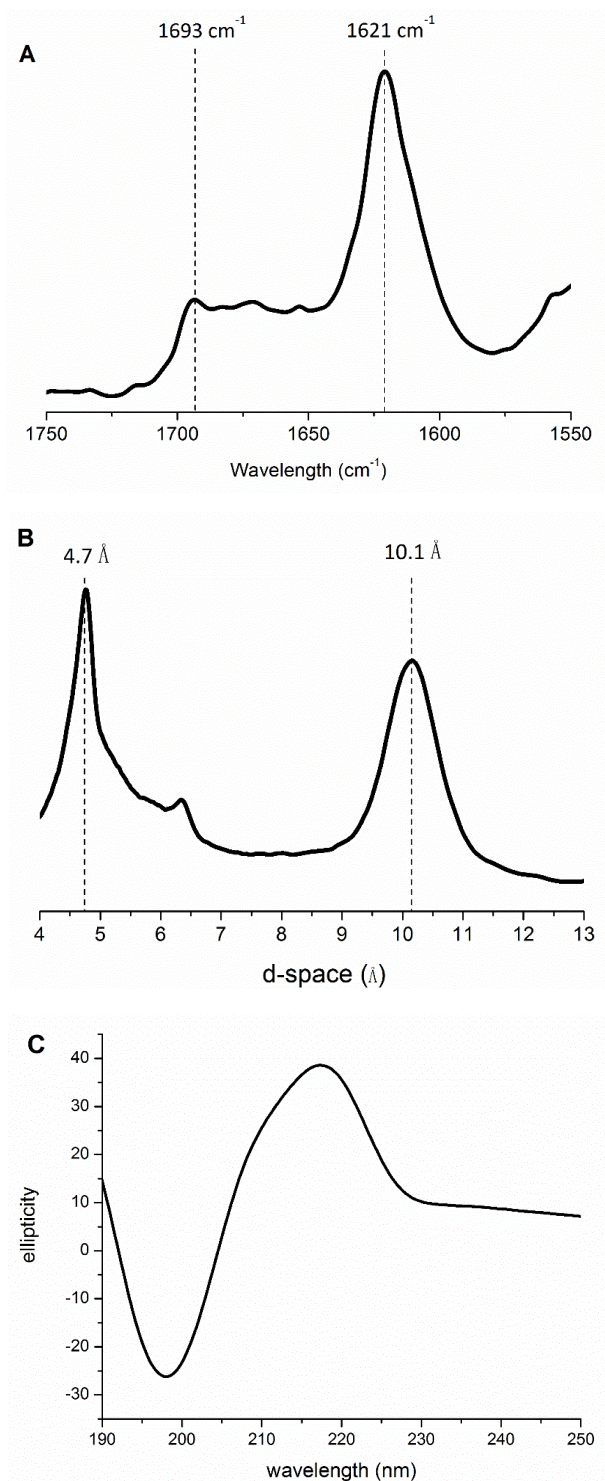 1693 cm⁻¹ 1621 cm⁻¹
A
1750 1700 1650 1600 1550
Wavelength (cm⁻¹)
B
4.7 Å 10.1 Å
4 5 6 7 8 9 10 11 12 13
d-space (Å)
C
40
30
20
10
0
-10
-20
-30
ellipticity
190 200 210 220 230 240 250
wavelength (nm)